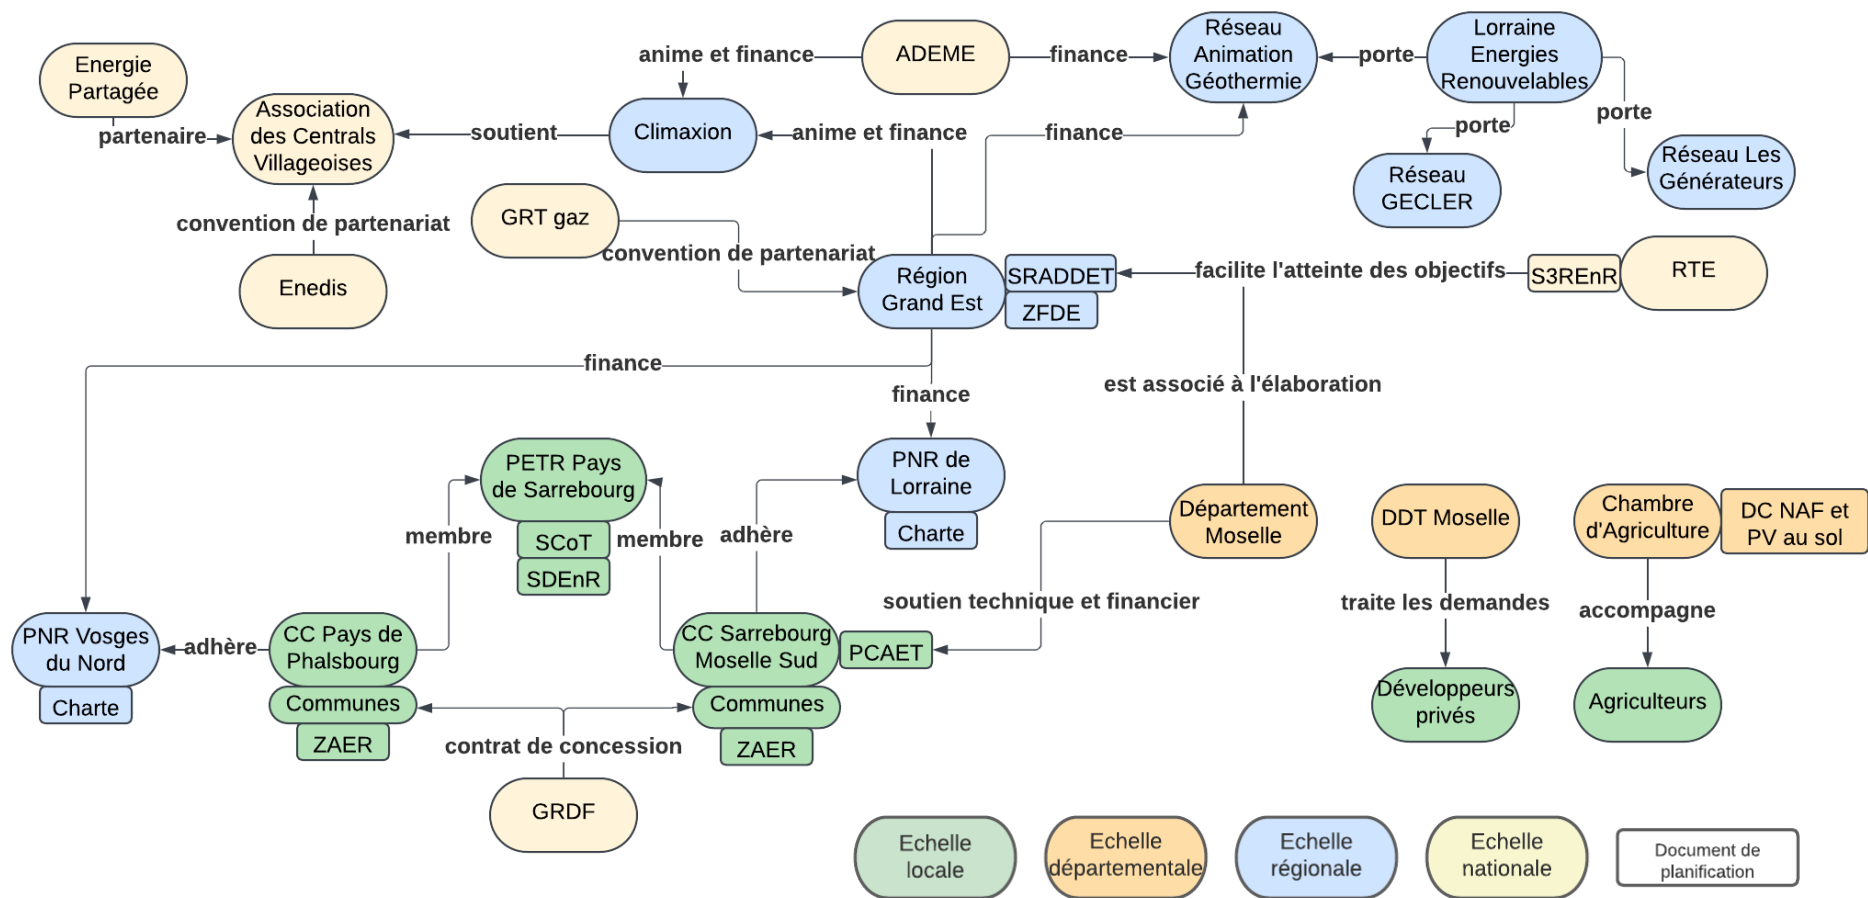 Energie
Partagée
partenaire
Association
des Centrals
Villageoises
convention de partenariat
Enedis
soutient
Climaxion
anime et finance
ADEME
finance
Réseau
Animation
Géothermie
porte
Lorraine
Energies
Renouvelables
porte
Réseau
GECLER
porte
Réseau Les
Générateurs
anime et finance
finance
GRT gaz
convention de partenariat
Région
Grand Est
SRADDET
ZFDE
facilite l'atteinte des objectifs
S3REnR
RTE
finance
finance
est associé à l'élaboration
PETR Pays
de Sarrebourg
SCoT
SDEnR
membre
membre
adhère
PNR de
Lorraine
Charte
Département
Moselle
DDT Moselle
Chambre
d'Agriculture
DC NAF et
PV au sol
soutien technique et financier
traite les demandes
accompagne
PNR Vosges
du Nord
Charte
adhère
CC Pays de
Phalsbourg
Communes
ZAER
CC Sarrebourg
Moselle Sud
PCAET
Communes
ZAER
Développeurs
privés
Agriculteurs
contrat de concession
GRDF
Echelle
locale
Echelle
départementale
Echelle
régionale
Echelle
nationale
Document de
planification